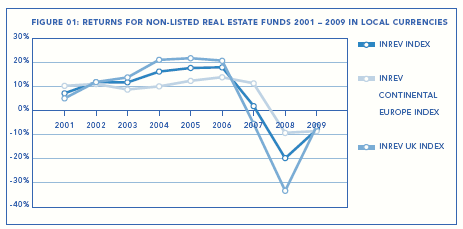 FIGURE 01: RETURNS FOR NON-LISTED REAL ESTATE FUNDS 2001 – 2009 IN LOCAL CURRENCIES
30%
20%
10%
0%
-10%
-20%
-30%
-40%
2001 2002 2003 2004 2005 2006 2007 2008 2009
INREV INDEX
INREV
CONTINENTAL
EUROPE INDEX
INREV UK INDEX